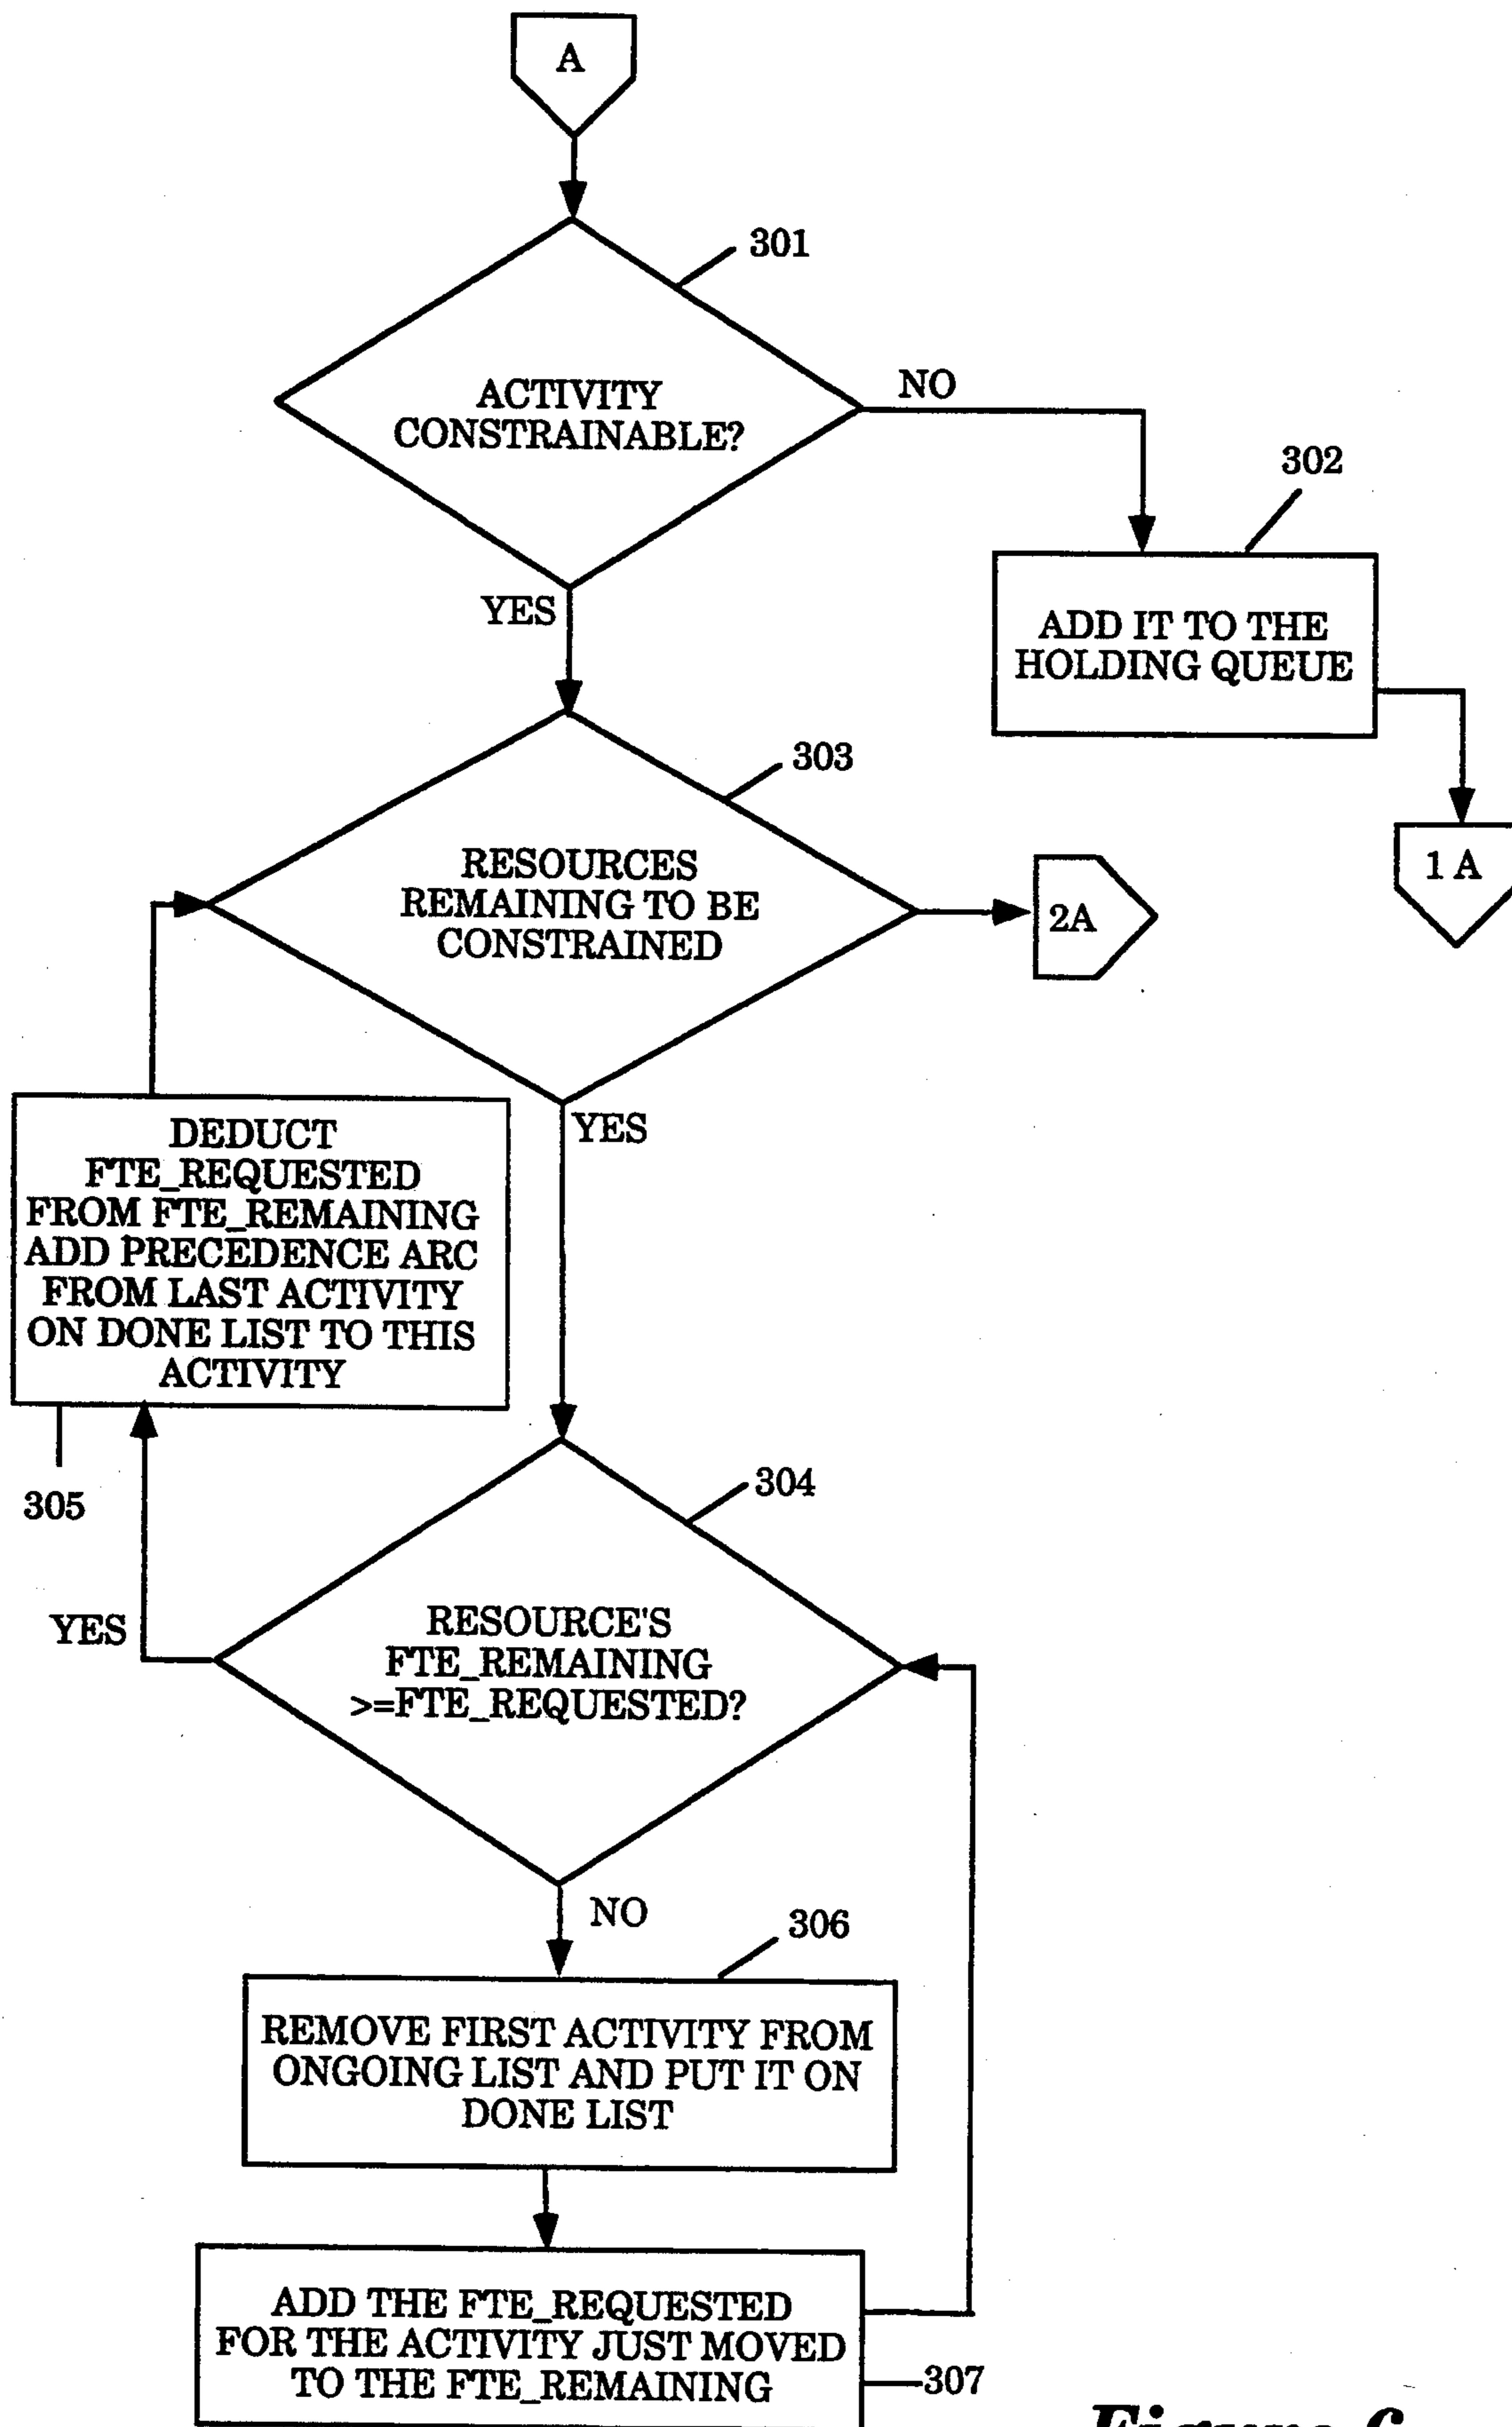 A
301
ACTIVITY
CONSTRAINABLE?
NO
302
YES
ADD IT TO THE
HOLDING QUEUE
303
RESOURCES
REMAINING TO BE
CONSTRAINED
2A
1 A
YES
DEDUCT
FTE_REQUESTED
FROM FTE_REMAINING
ADD PRECEDENCE ARC
FROM LAST ACTIVITY
ON DONE LIST TO THIS
ACTIVITY
305
304
YES
RESOURCE'S
FTE_REMAINING
>=FTE_REQUESTED?
NO
306
REMOVE FIRST ACTIVITY FROM
ONGOING LIST AND PUT IT ON
DONE LIST
ADD THE FTE_REQUESTED
FOR THE ACTIVITY JUST MOVED
TO THE FTE_REMAINING
307
Figure 6